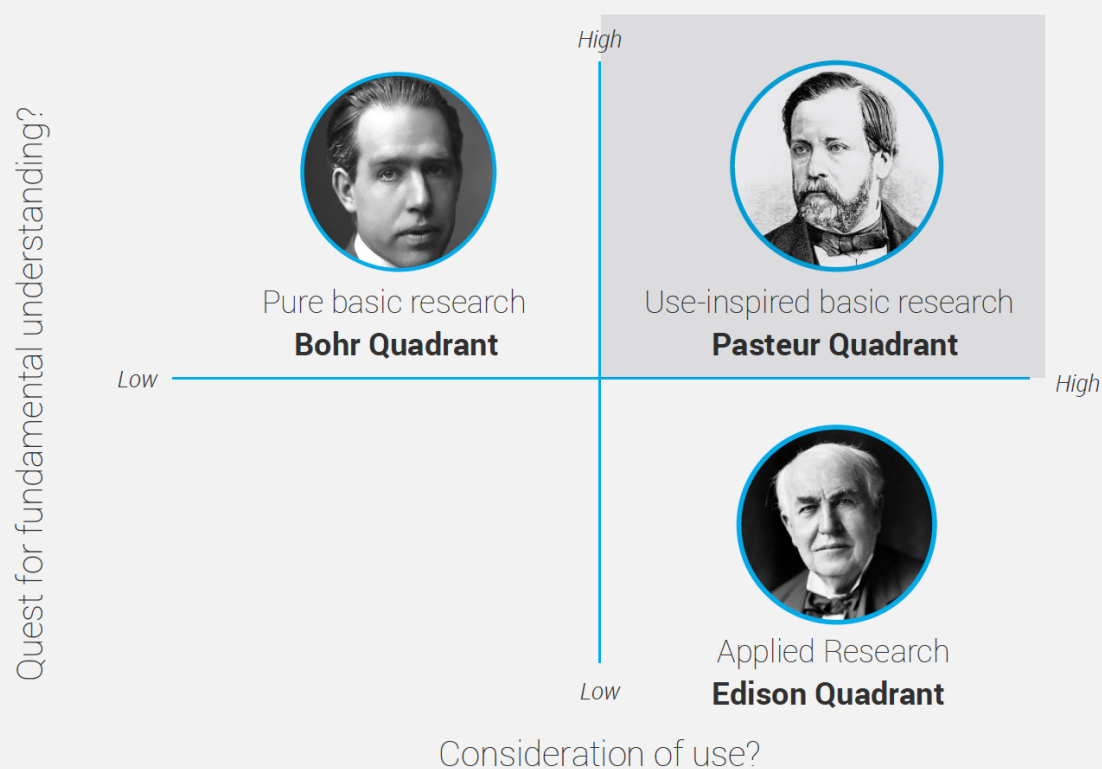 High
Quest for fundamental understanding?
Pure basic research
Bohr Quadrant
Use-inspired basic research
Pasteur Quadrant
Low
High
Applied Research
Edison Quadrant
Low
Consideration of use?